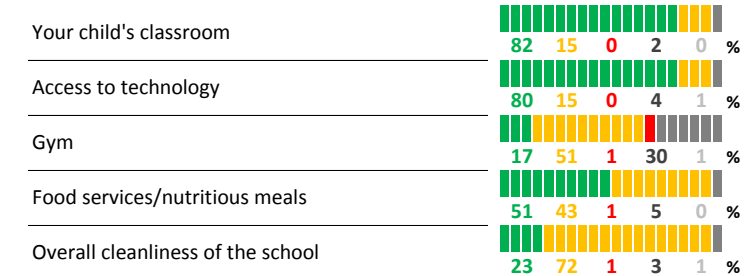 Your child's classroom
82 15 0 2 0 %
Access to technology
80 15 0 4 1 %
Gym
17 51 1 30 1 %
Food services/nutritious meals
51 43 1 5 0 %
Overall cleanliness of the school
23 72 1 3 1 %